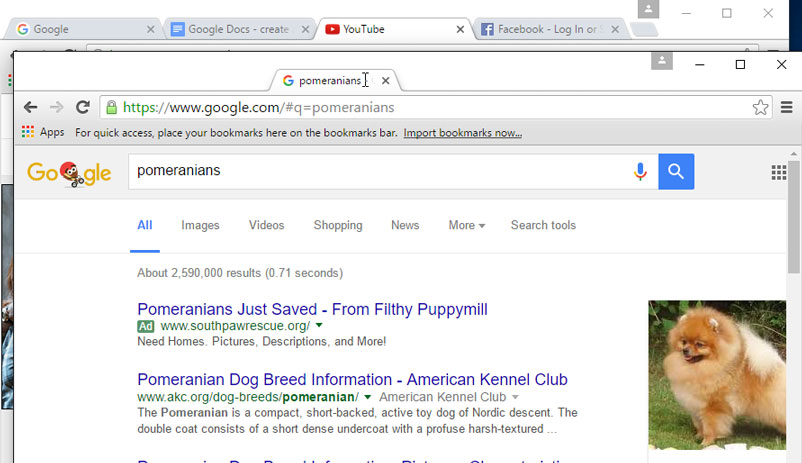 Google
Google Docs - create
YouTube
Facebook - Log In or S
pomeranians
https://www.google.com/#q=pomeranians
Apps For quick access, place your bookmarks here on the bookmarks bar. Import bookmarks now...
Google pomeranians
All Images Videos Shopping News More Search tools
About 2,590,000 results (0.71 seconds)
Pomeranians Just Saved - From Filthy Puppymill
Ad www.southpawrescue.org/
Need Homes. Pictures, Descriptions, and More!
Pomeranian Dog Breed Information - American Kennel Club
www.akc.org/dog-breeds/pomeranian/ American Kennel Club
The Pomeranian is a compact, short-backed, active toy dog of Nordic descent. The
double coat consists of a short dense undercoat with a profuse harsh-textured ...